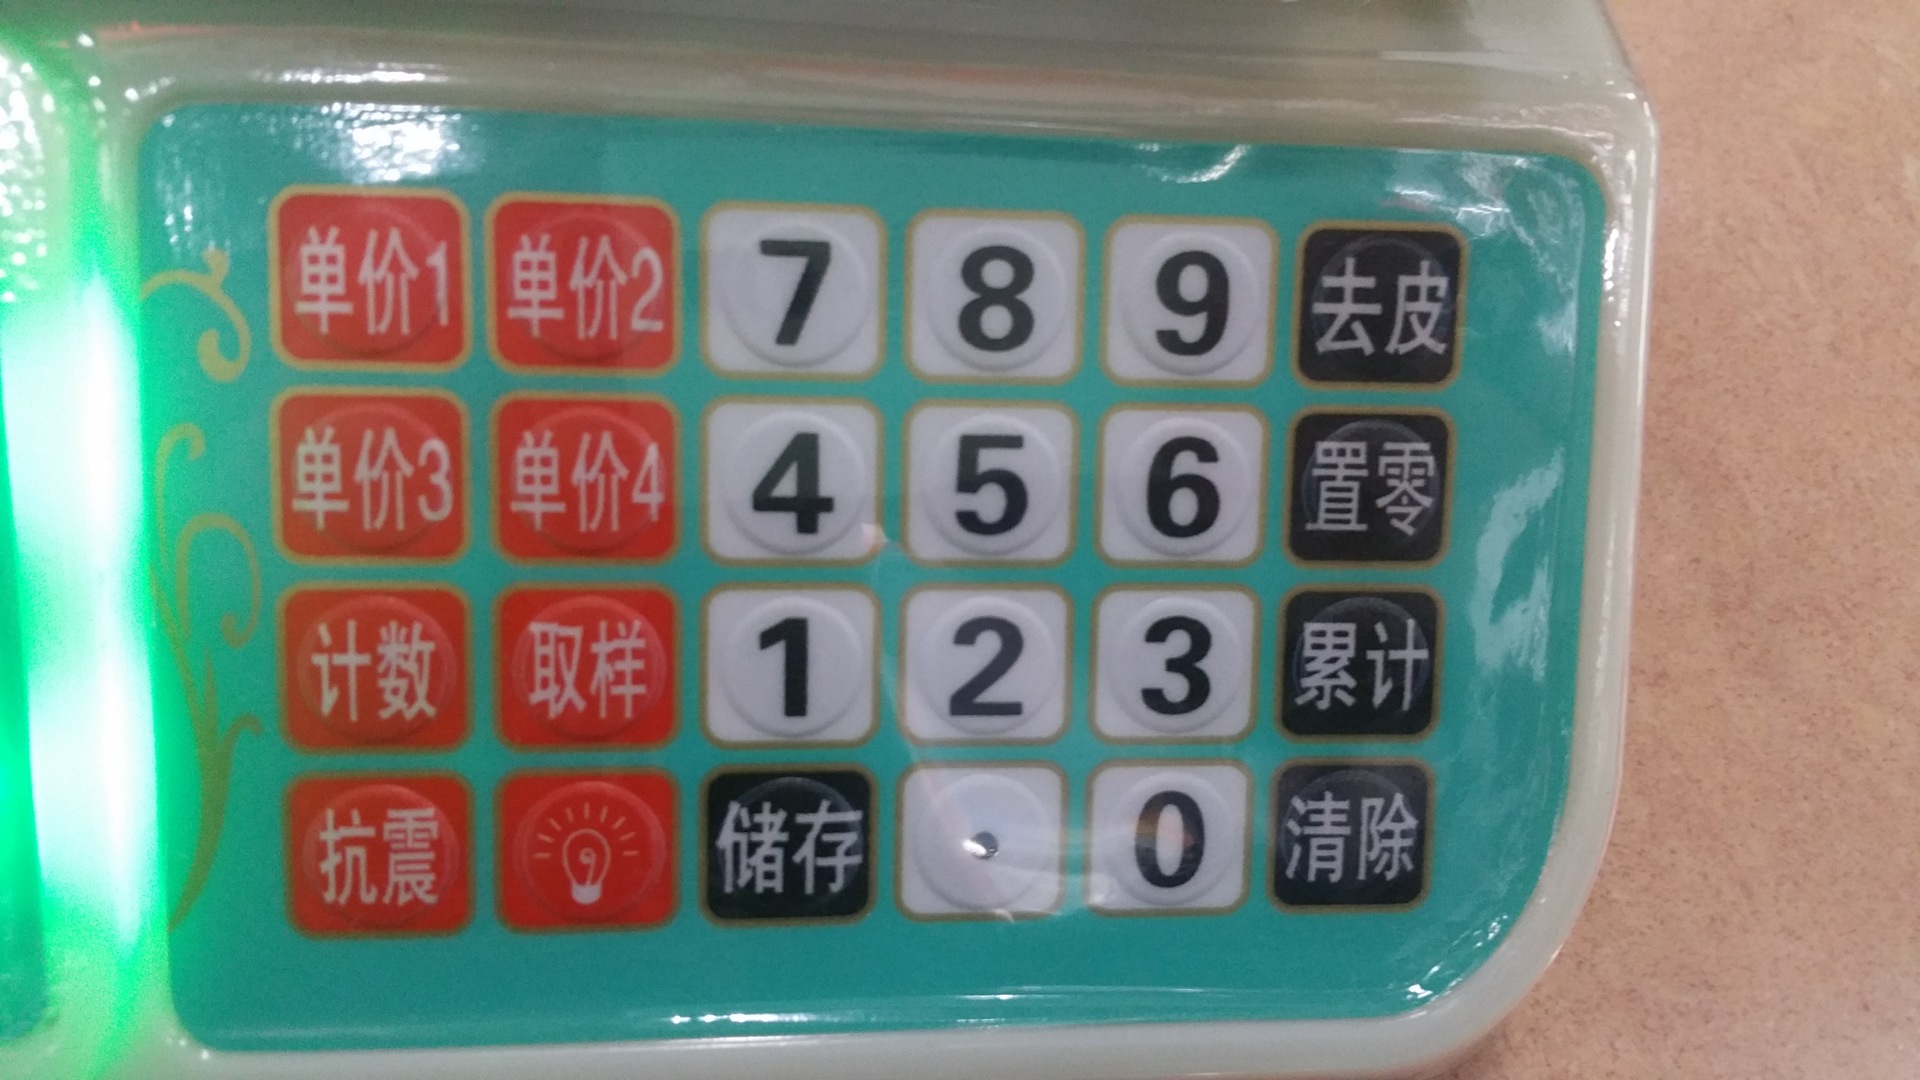 单价1 单价2 7 8 9 去皮
单价3 单价4 4 5 6 置零
计数 取样 1 2 3 累计
抗震 储存 . 0 清除